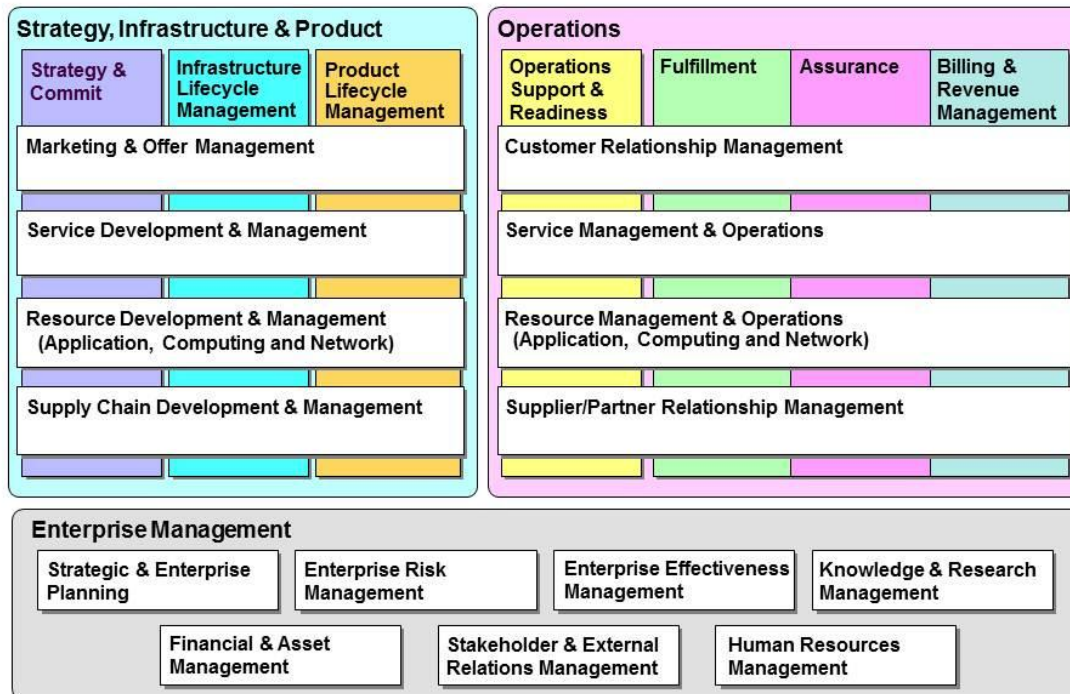 Strategy, Infrastructure & Product
Strategy &
Commit
Infrastructure
Lifecycle
Management
Product
Lifecycle
Management
Marketing & Offer Management
Service Development & Management
Resource Development & Management
(Application, Computing and Network)
Supply Chain Development & Management
Operations
Operations
Support &
Readiness
Fulfillment
Assurance
Billing &
Revenue
Management
Customer Relationship Management
Service Management & Operations
Resource Management & Operations
(Application, Computing and Network)
Supplier/Partner Relationship Management
Enterprise Management
Strategic & Enterprise
Planning
Enterprise Risk
Management
Enterprise Effectiveness
Management
Knowledge & Research
Management
Financial & Asset
Management
Stakeholder & External
Relations Management
Human Resources
Management